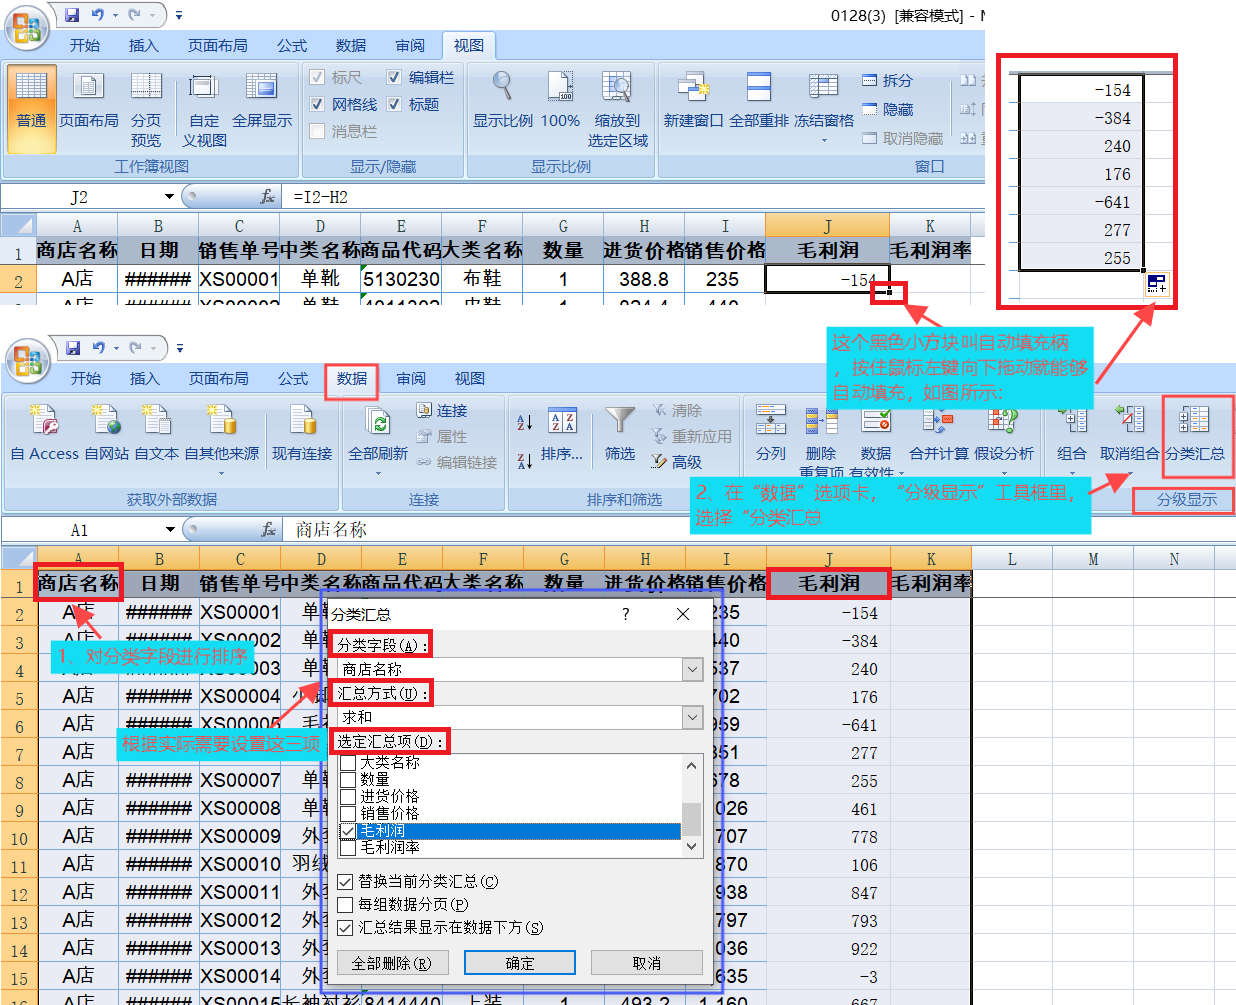 0128(3) [兼容模式] - M
开始 插入 页面布局 公式 数据 审阅 视图
普通 页面布局 分页预览 自定义视图 全屏显示
工作簿视图
标尺 编辑栏
网格线 标题
消息栏
显示/隐藏
显示比例 100% 缩放到选定区域
显示比例
新建窗口 全部重排 冻结窗格
拆分
隐藏
取消隐藏
窗口
J2 fx =I2-H2
A B C D E F G H I J K
1 商店名称 日期 销售单号 中类名称 商品代码 大类名称 数量 进货价格 销售价格 毛利润 毛利润率
2 A店 ###### XS00001 单靴 5130230 布鞋 1 388.8 235 -154
-154
-384
240
176
-641
277
255
这个黑色小方块叫自动填充柄
，按住鼠标左键向下拖动就能够
自动填充，如图所示:
开始 插入 页面布局 公式 数据 审阅 视图
自 Access 自网站 自文本 自其他来源 现有连接
获取外部数据
全部刷新
连接
属性
编辑链接
连接
排序... 筛选
清除
重新应用
高级
排序和筛选
分列 删除重复项 数据有效性 合并计算 假设分析
组合 取消组合 分类汇总
分级显示
2、在“数据”选项卡，“分级显示”工具框里，
选择“分类汇总
A1 fx 商店名称
A B C D E F G H I J K L M N
1 商店名称 日期 销售单号 中类名称 商品代码 大类名称 数量 进货价格 销售价格 毛利润 毛利润率
2 A店 ###### XS00001 单靴 235 -154
3 ###### XS00002 440 -384
1、对分类字段进行排序
4 240
5 A店 ###### XS00004 176
6 -641
根据实际需要设置这三项
7 277
8 A店 ###### XS00007 255
9 A店 ###### XS00008 026 461
10 A店 ###### XS00009 707 778
11 A店 ###### XS00010 羽绒 870 106
12 A店 ###### XS00011 938 847
13 A店 ###### XS00012 797 793
14 A店 ###### XS00013 036 922
15 A店 ###### XS00014 635 -3
16 A店 ###### XS00015 长袖衬衫 8414440 上装 1 493.2 1,160 667
分类汇总 ?
分类字段(A):
商店名称
汇总方式(U):
求和
选定汇总项(D):
大类名称
数量
进货价格
销售价格
毛利润
毛利润率
替换当前分类汇总(C)
每组数据分页(P)
汇总结果显示在数据下方(S)
全部删除(R) 确定 取消